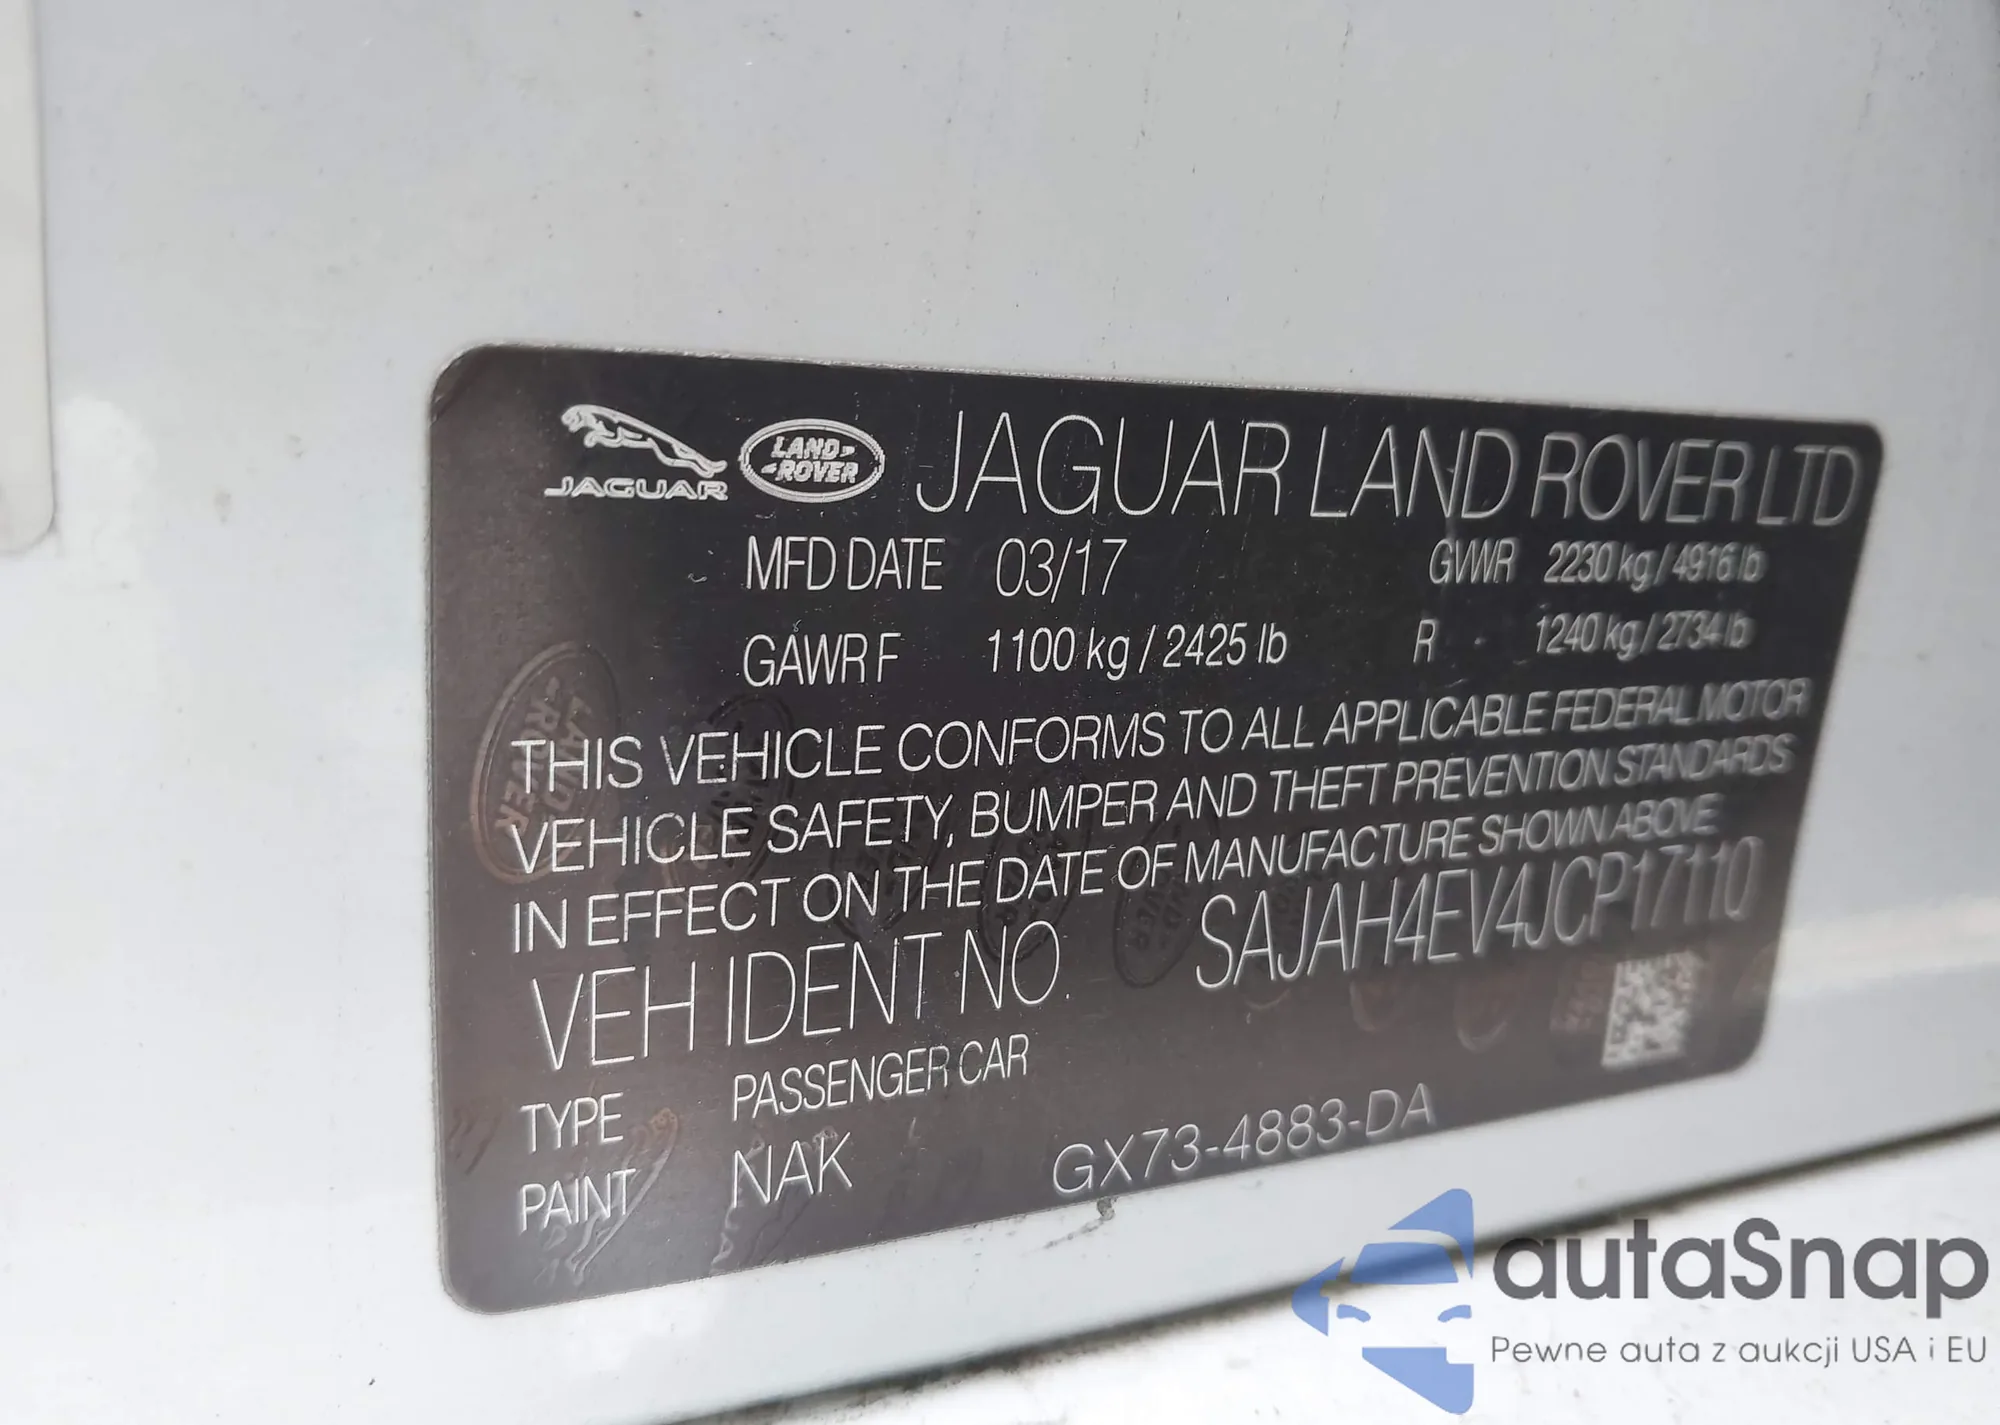 JAGUAR LAND ROVER JAGUAR LAND ROVER LTD
MFD DATE 03/17 GVWR 2230 kg / 4916 lb
GAWR F 1100 kg / 2425 lb R 1240 kg / 2734 lb
THIS VEHICLE CONFORMS TO ALL APPLICABLE FEDERAL MOTOR
VEHICLE SAFETY, BUMPER AND THEFT PREVENTION STANDARDS
IN EFFECT ON THE DATE OF MANUFACTURE SHOWN ABOVE
VEH IDENT NO. SAJAH4EV4JCP17110
TYPE PASSENGER CAR
PAINT NAK GX73-4883-DA
autaSnap
Pewne auta z aukcji USA i EU